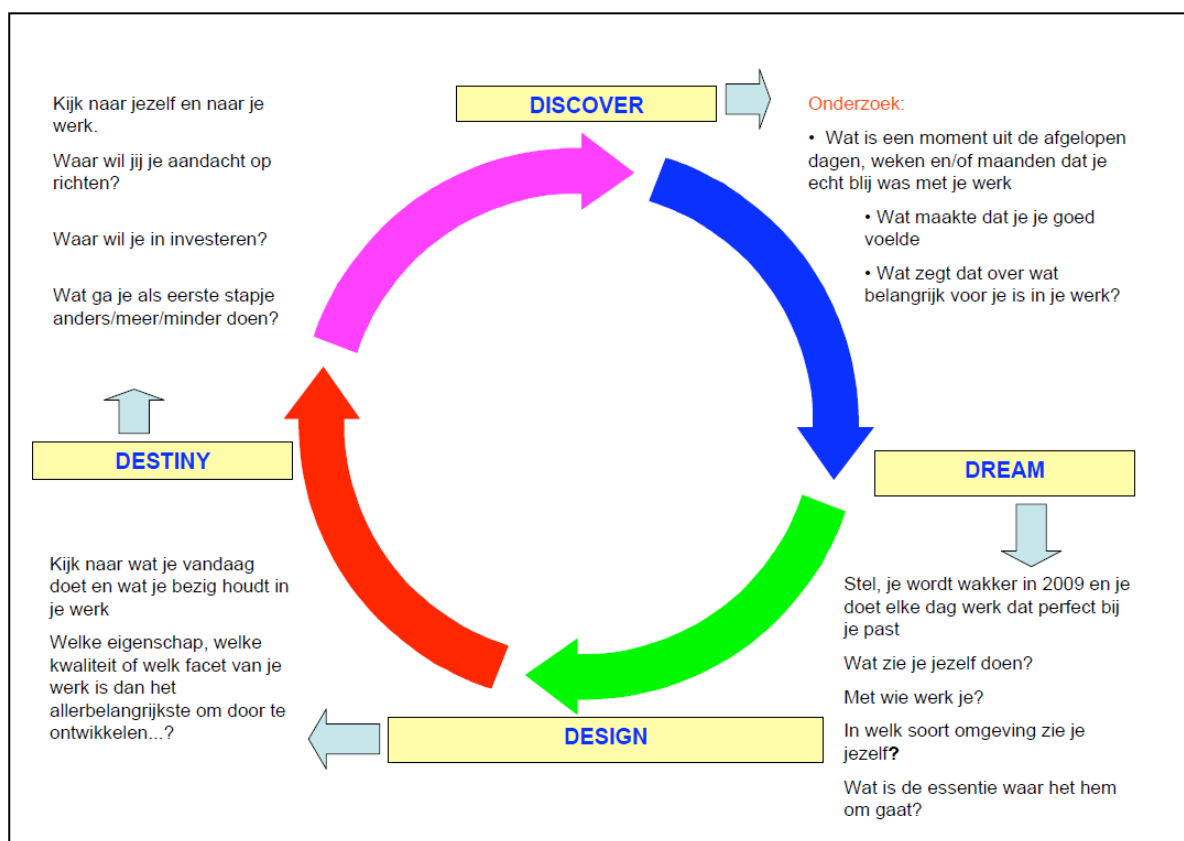 DISCOVER
Onderzoek:
• Wat is een moment uit de afgelopen
dagen, weken en/of maanden dat je
echt blij was met je werk
• Wat maakte dat je je goed
voelde
• Wat zegt dat over wat
belangrijk voor je is in je werk?
DREAM
Stel, je wordt wakker in 2009 en je
doet elke dag werk dat perfect bij
je past
Wat zie je jezelf doen?
Met wie werk je?
In welk soort omgeving zie je
jezelf?
Wat is de essentie waar het hem
om gaat?
DESIGN
Kijk naar wat je vandaag
doet en wat je bezig houdt in
je werk
Welke eigenschap, welke
kwaliteit of welk facet van je
werk is dan het
allerbelangrijkste om door te
ontwikkelen...?
DESTINY
Kijk naar jezelf en naar je
werk.
Waar wil jij je aandacht op
richten?
Waar wil je in investeren?
Wat ga je als eerste stapje
anders/meer/minder doen?